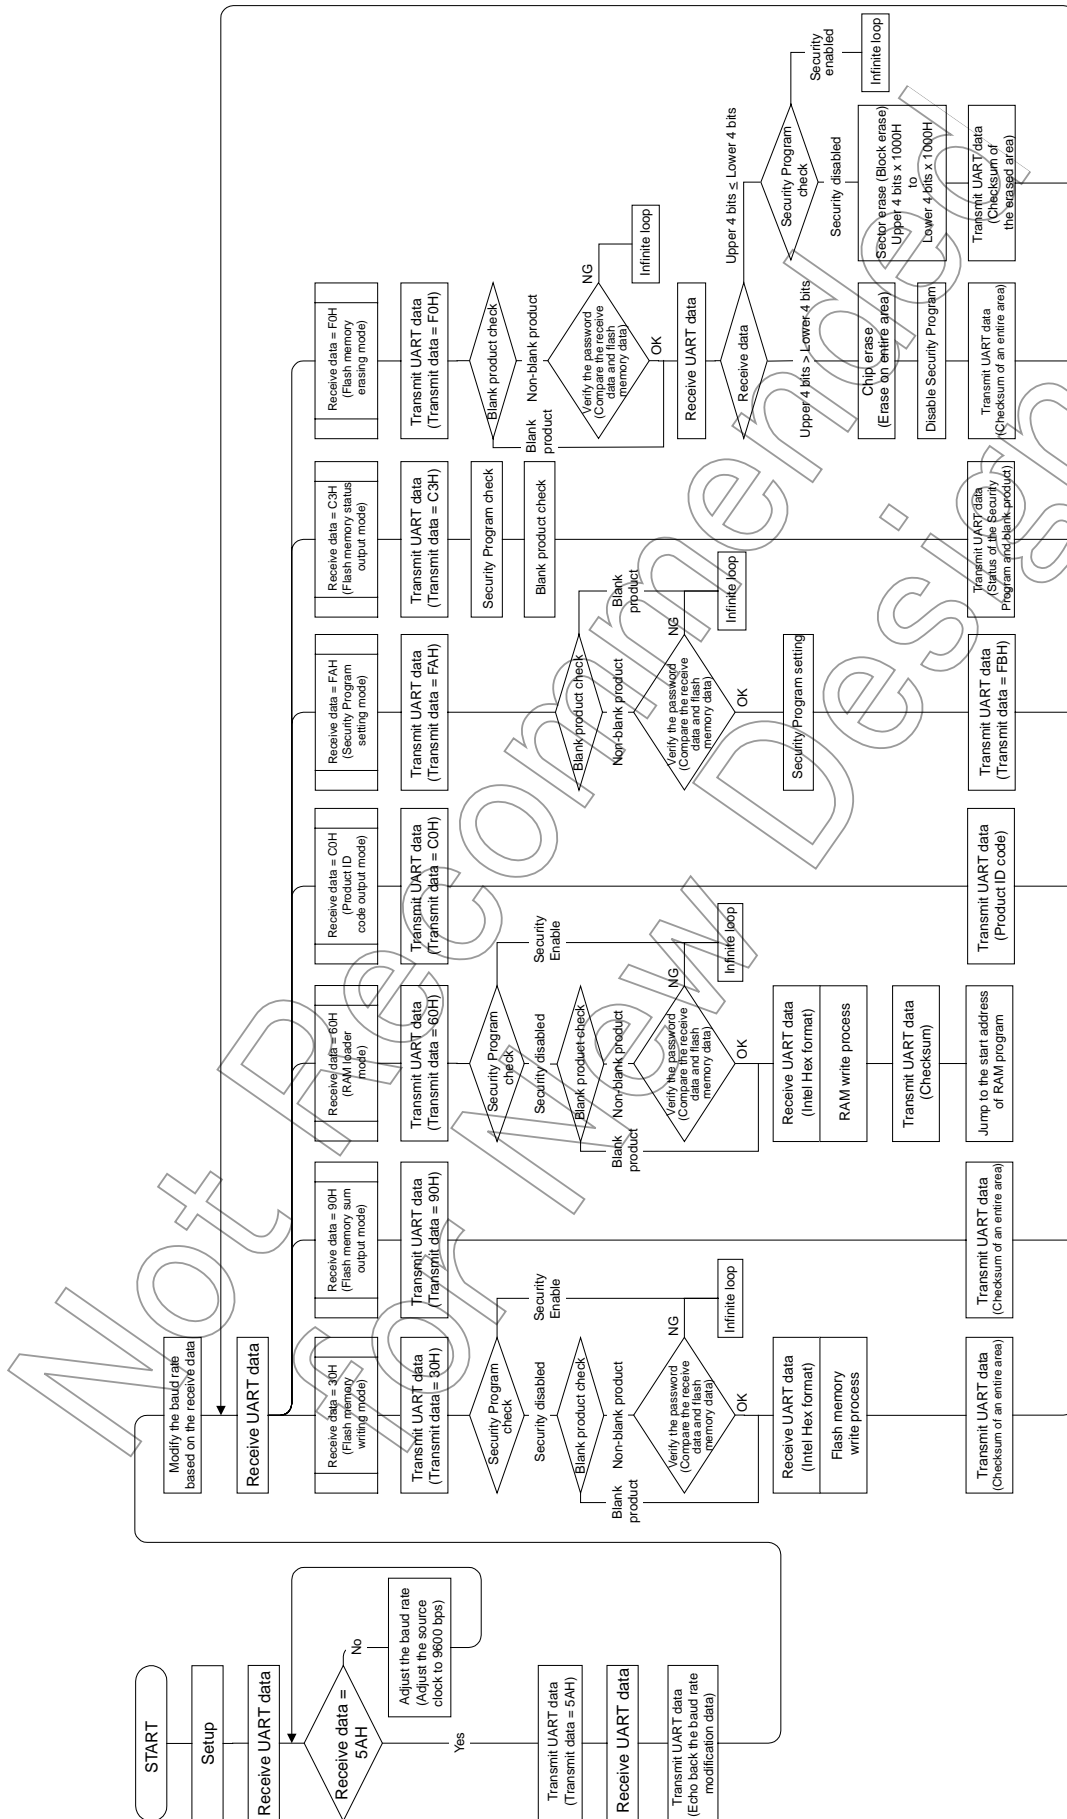 START
Setup
Receive UART data
Receive data =
5AH
No
Adjust the baud rate
(Adjust the source
clock to 9600 bps)
Yes
Transmit UART data
(Transmit data = 5AH)
Receive UART data
Transmit UART data
(Echo back the baud rate
modification data)
Modify the baud rate
based on the receive data
Receive UART data
Receive data = 30H
(Flash memory
writing mode)
Transmit UART data
(Transmit data = 30H)
Security Program
check
Security
Enable
Security disabled
Blank product check
Blank
product
Non-blank product
Verify the password
(Compare the receive
data and flash
memory data)
NG
Infinite loop
OK
Receive UART data
(Intel Hex format)
Flash memory
write process
Transmit UART data
(Checksum of an entire area)
Receive data = 90H
(Flash memory sum
output mode)
Transmit UART data
(Transmit data = 90H)
Transmit UART data
(Checksum of an entire area)
Receive data = 60H
(RAM loader
mode)
Transmit UART data
(Transmit data = 60H)
Security Program
check
Security
Enable
Security disabled
Blank product check
Blank
product
Non-blank product
Verify the password
(Compare the receive
data and flash
memory data)
NG
Infinite loop
OK
Receive UART data
(Intel Hex format)
RAM write process
Transmit UART data
(Checksum)
Jump to the start address
of RAM program
Receive data = C0H
(Product ID
code output mode)
Transmit UART data
(Transmit data = C0H)
Transmit UART data
(Product ID code)
Receive data = FAH
(Security Program
setting mode)
Transmit UART data
(Transmit data = FAH)
Blank product check
Blank
product
Non-blank product
Verify the password
(Compare the receive
data and flash
memory data)
NG
Infinite loop
OK
Security Program setting
Transmit UART data
(Transmit data = FBH)
Receive data = C3H
(Flash memory status
output mode)
Transmit UART data
(Transmit data = C3H)
Security Program check
Blank product check
Transmit UART data
(Status of the Security
Program and blank product)
Receive data = F0H
(Flash memory
erasing mode)
Transmit UART data
(Transmit data = F0H)
Blank product check
Blank
product
Non-blank product
Verify the password
(Compare the receive
data and flash
memory data)
NG
Infinite loop
OK
Receive UART data
Receive data
Upper 4 bits > Lower 4 bits
Chip erase
(Erase on entire area)
Disable Security Program
Transmit UART data
(Checksum of an entire area)
Upper 4 bits ≤ Lower 4 bits
Security Program
check
Security
enabled
Infinite loop
Security disabled
Sector erase (Block erase)
Upper 4 bits x 1000H
to
Lower 4 bits x 1000H
Transmit UART data
(Checksum of
the erased area)
Not Recommended
for New Design